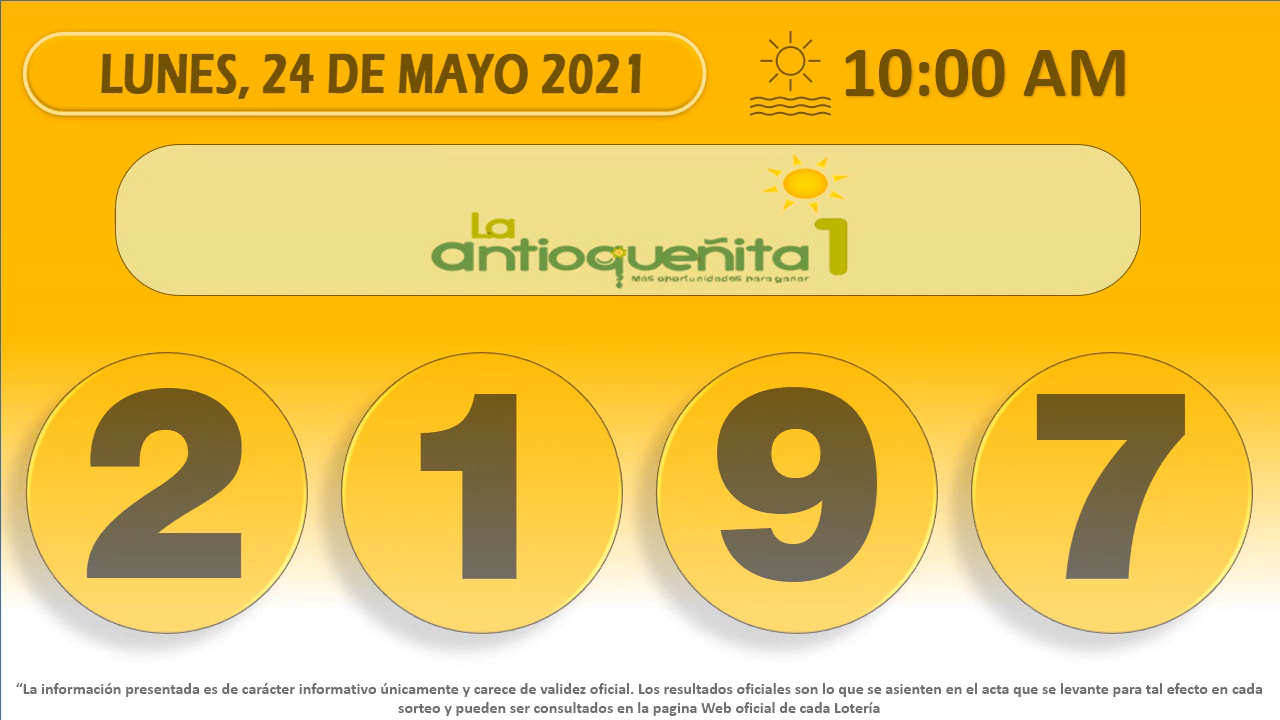 LUNES, 24 DE MAYO 2021
10:00 AM
La
antioqueñita 1
Más oportunidades para ganar
2 1 9 7
“La información presentada es de carácter informativo únicamente y carece de validez oficial. Los resultados oficiales son lo que se asienten en el acta que se levante para tal efecto en cada
sorteo y pueden ser consultados en la pagina Web oficial de cada Lotería